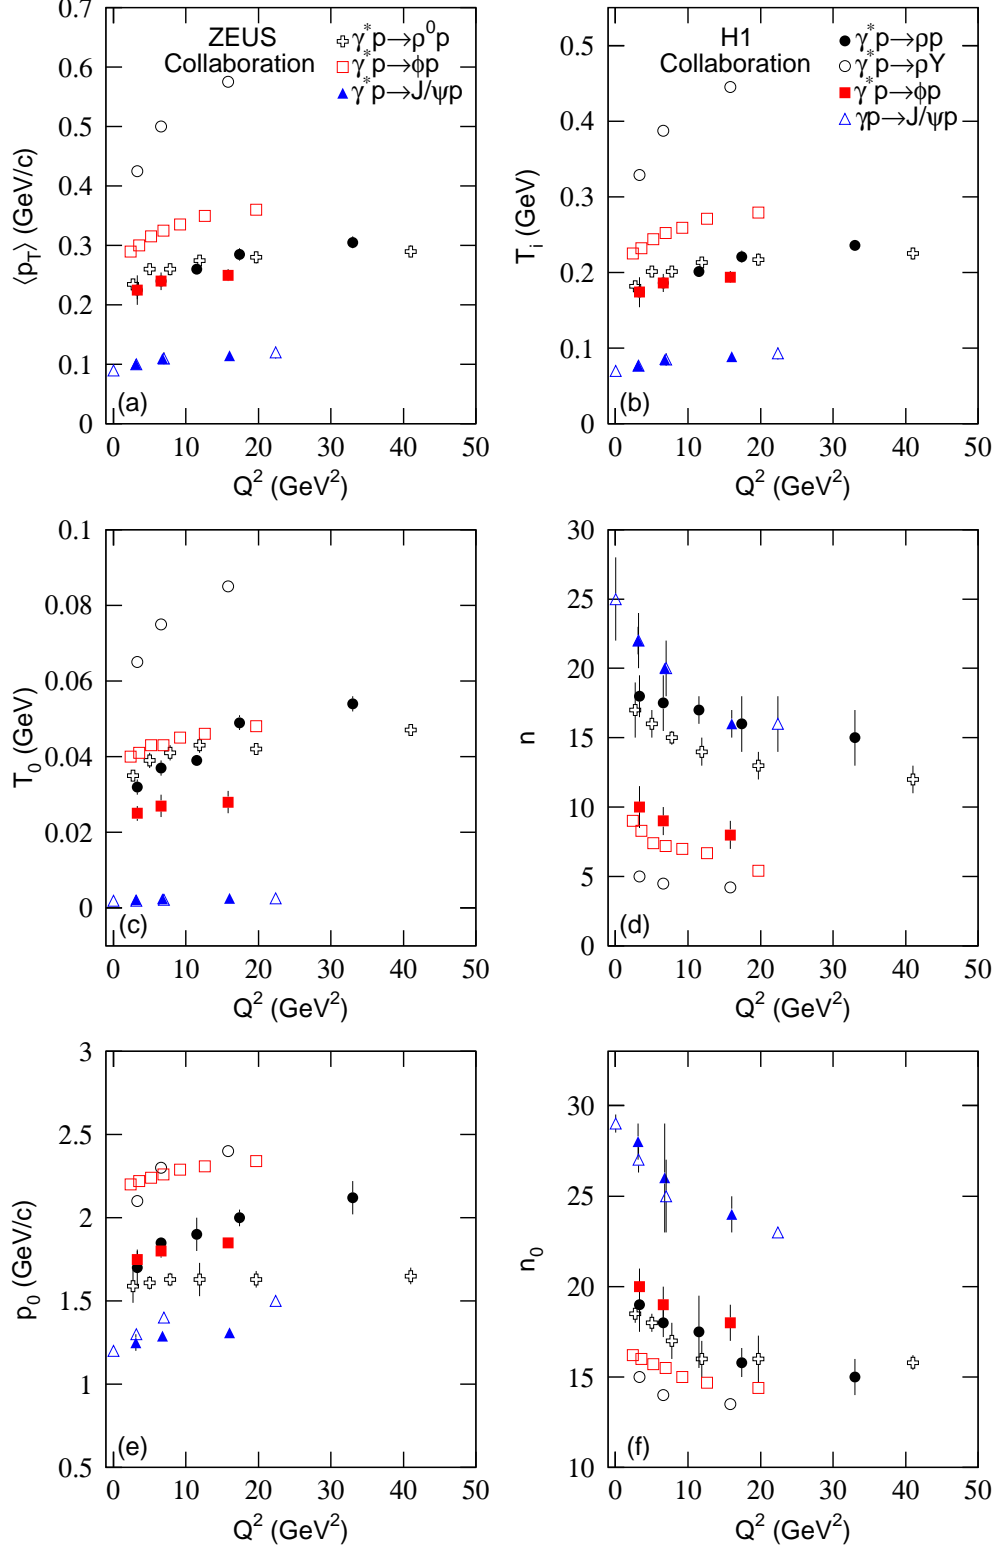 ZEUS
Collaboration
γ*p→ρ⁰p
γ*p→ϕp
γ*p→J/ψp
0.7
0.6
0.5
0.4
0.3
0.2
0.1
0
⟨p_T⟩ (GeV/c)
(a)
0 10 20 30 40 50
Q² (GeV²)
H1
Collaboration
γ*p→ρp
γ*p→ρY
γ*p→ϕp
γp→J/ψp
0.5
0.4
0.3
0.2
0.1
0
T_i (GeV)
(b)
0 10 20 30 40 50
Q² (GeV²)
0.1
0.08
0.06
0.04
0.02
0
T_0 (GeV)
(c)
0 10 20 30 40 50
Q² (GeV²)
30
25
20
15
10
5
0
n
(d)
0 10 20 30 40 50
Q² (GeV²)
3
2.5
2
1.5
1
0.5
p_0 (GeV/c)
(e)
0 10 20 30 40 50
Q² (GeV²)
30
25
20
15
10
n_0
(f)
0 10 20 30 40 50
Q² (GeV²)